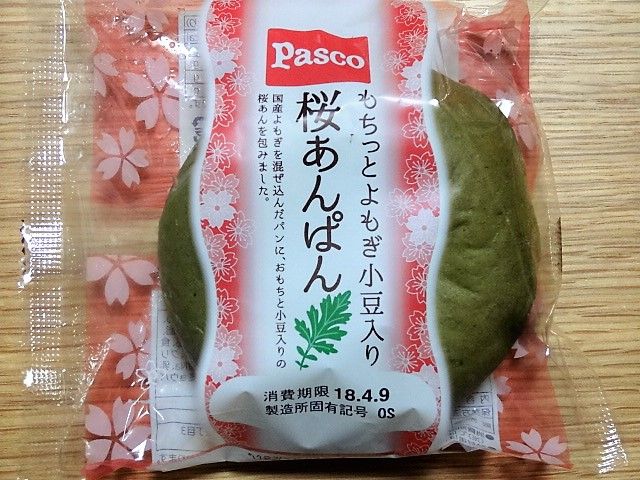 Pasco
もちっとよもぎ小豆入り
桜あんぱん
国産よもぎを混ぜ込んだパンに、おもちと小豆入りの
桜あんを包みました。
消費期限 18.4.9
製造所固有記号 OS